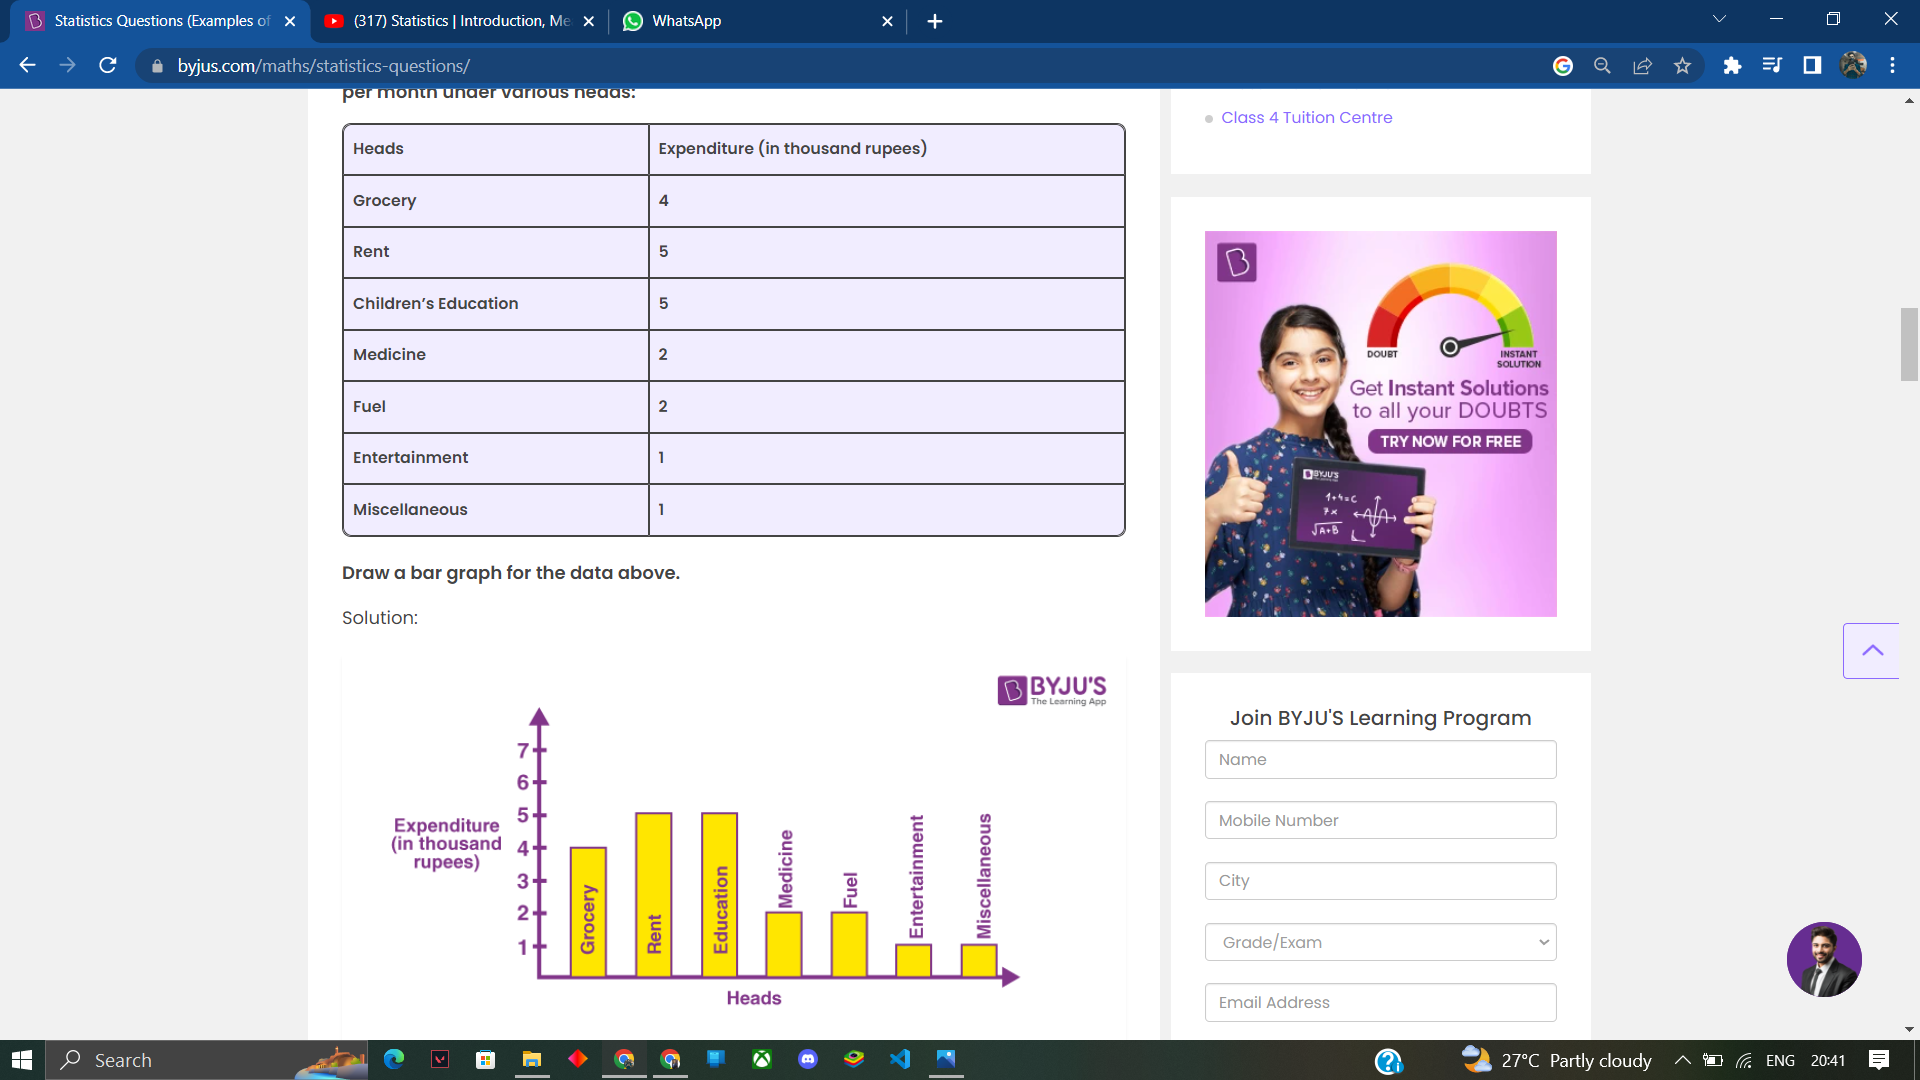 Statistics Questions (Examples of
(317) Statistics | Introduction, Me
WhatsApp
byjus.com/maths/statistics-questions/
per month under various heads:
Heads Expenditure (in thousand rupees)
Grocery 4
Rent 5
Children's Education 5
Medicine 2
Fuel 2
Entertainment 1
Miscellaneous 1
Draw a bar graph for the data above.
Solution:
BYJU'S
The Learning App
7
6
5
4
3
2
1
Expenditure
(in thousand
rupees)
Grocery
Rent
Education
Medicine
Fuel
Entertainment
Miscellaneous
Heads
Class 4 Tuition Centre
DOUBT
INSTANT
SOLUTION
Get Instant Solutions
to all your DOUBTS
TRY NOW FOR FREE
BYJU'S
1+4=C
7x
√A+B
Join BYJU'S Learning Program
Name
Mobile Number
City
Grade/Exam
Email Address
Search
27°C Partly cloudy
ENG
20:41